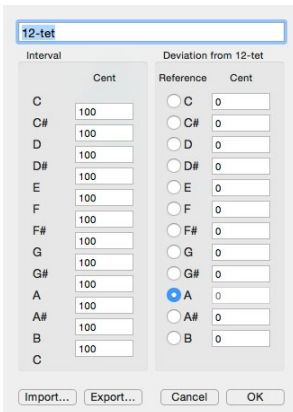 12-tet
Interval Deviation from 12-tet
Cent Reference Cent
C C 0
100
C# C# 0
100
D D 0
100
D# D# 0
100
E E 0
100
F F 0
100
F# F# 0
100
G G 0
100
G# G# 0
100
A A 0
100
A# A# 0
100
B B 0
100
C
Import... Export... Cancel OK